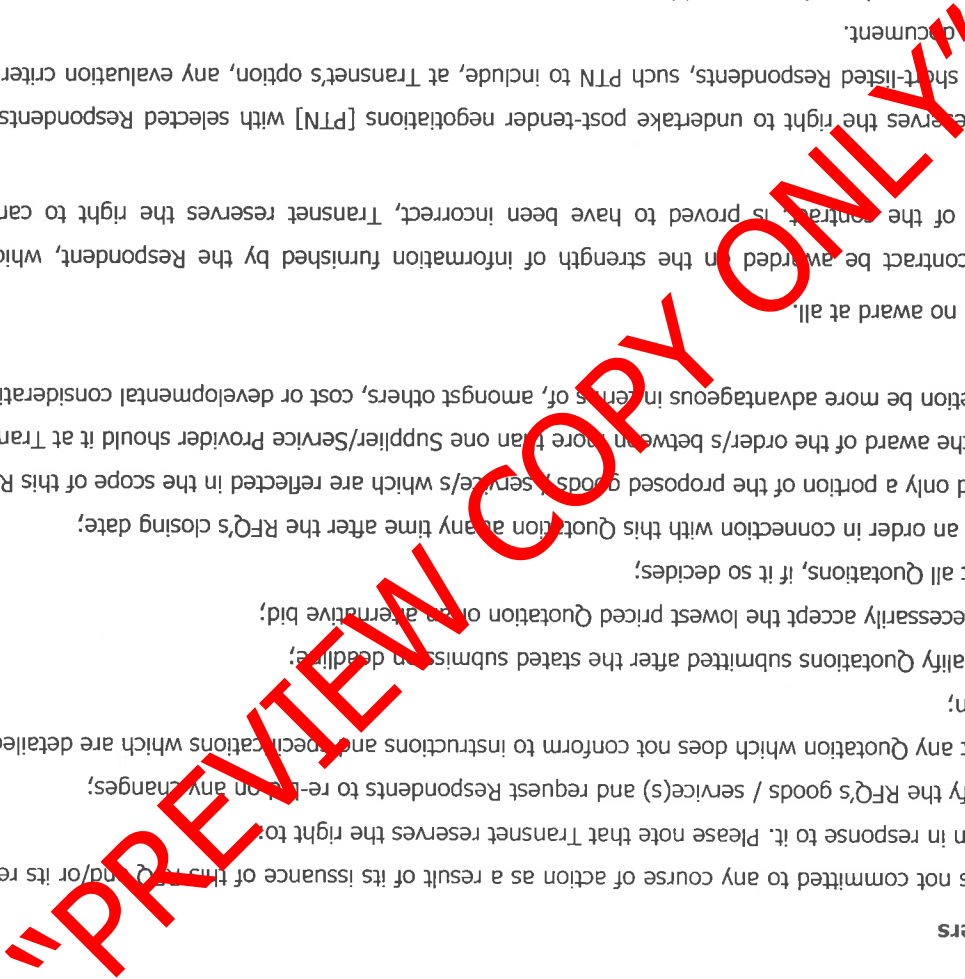 ers
s not committed to any course of action as a result of its issuance of this RFQ and/or its re
n in response to it. Please note that Transnet reserves the right to:
fy the RFQ's goods / service(s) and request Respondents to re-bid on any changes;
t any Quotation which does not conform to instructions and specifications which are detailed
n;
alify Quotations submitted after the stated submission deadline;
ecessarily accept the lowest priced Quotation or an alternative bid;
t all Quotations, if it so decides;
an order in connection with this Quotation at any time after the RFQ's closing date;
d only a portion of the proposed goods / service/s which are reflected in the scope of this R
the award of the order/s between more than one Supplier/Service Provider should it at Tran
etion be more advantageous in terms of, amongst others, cost or developmental considerati
no award at all.
contract be awarded on the strength of information furnished by the Respondent, whic
of the contract, is proved to have been incorrect, Transnet reserves the right to can
eserves the right to undertake post-tender negotiations [PTN] with selected Respondents
short-listed Respondents, such PTN to include, at Transnet's option, any evaluation criter
document.
"PREVIEW COPY ONLY"